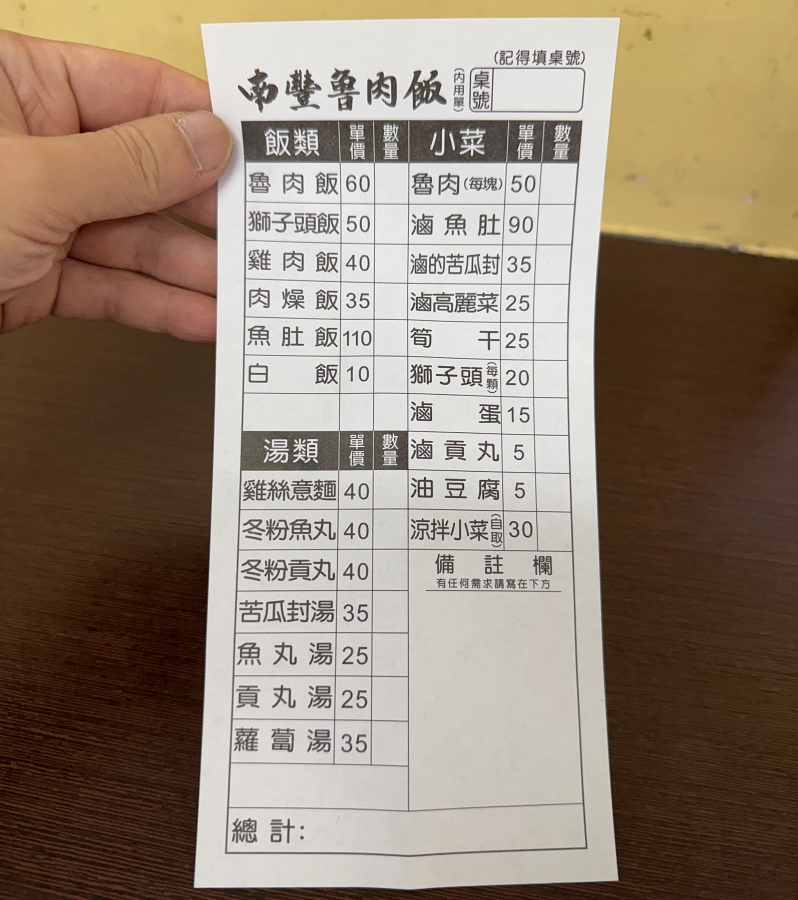 (記得填桌號)
南豐魯肉飯 (內用單) 桌號
飯類 單價 數量
魯肉飯 60
獅子頭飯 50
雞肉飯 40
肉燥飯 35
魚肚飯 110
白飯 10
湯類 單價 數量
雞絲意麵 40
冬粉魚丸 40
冬粉貢丸 40
苦瓜封湯 35
魚丸湯 25
貢丸湯 25
蘿蔔湯 35
小菜 單價 數量
魯肉(每塊) 50
滷魚肚 90
滷的苦瓜封 35
滷高麗菜 25
筍干 25
獅子頭(每顆) 20
滷蛋 15
滷貢丸 5
油豆腐 5
涼拌小菜(自取) 30
備註欄
有任何需求請寫在下方
總計: